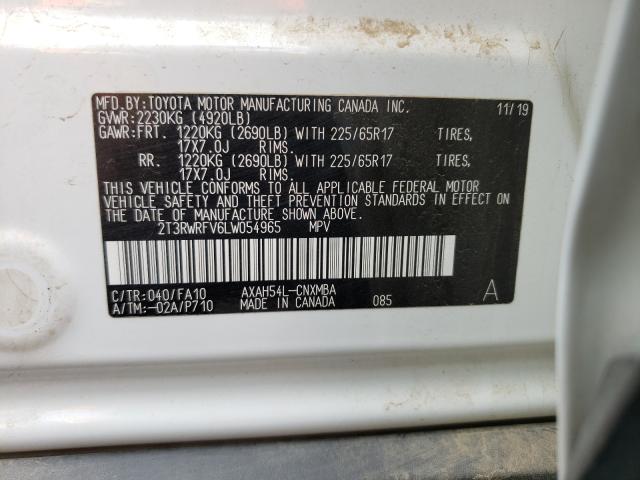 MFD.BY:TOYOTA MOTOR MANUFACTURING CANADA INC. 11/19
GVWR:2230KG (4920LB)
GAWR:FRT. 1220KG (2690LB) WITH 225/65R17 TIRES,
17X7.0J RIMS.
RR. 1220KG (2690LB) WITH 225/65R17 TIRES,
17X7.0J RIMS.
THIS VEHICLE CONFORMS TO ALL APPLICABLE FEDERAL MOTOR
VEHICLE SAFETY AND THEFT PREVENTION STANDARDS IN EFFECT ON
THE DATE OF MANUFACTURE SHOWN ABOVE.
2T3RWRFV6LW054965 MPV
C/TR:040/FA10 AXAH54L-CNXMBA A
A/TM:-02A/P710 MADE IN CANADA 085